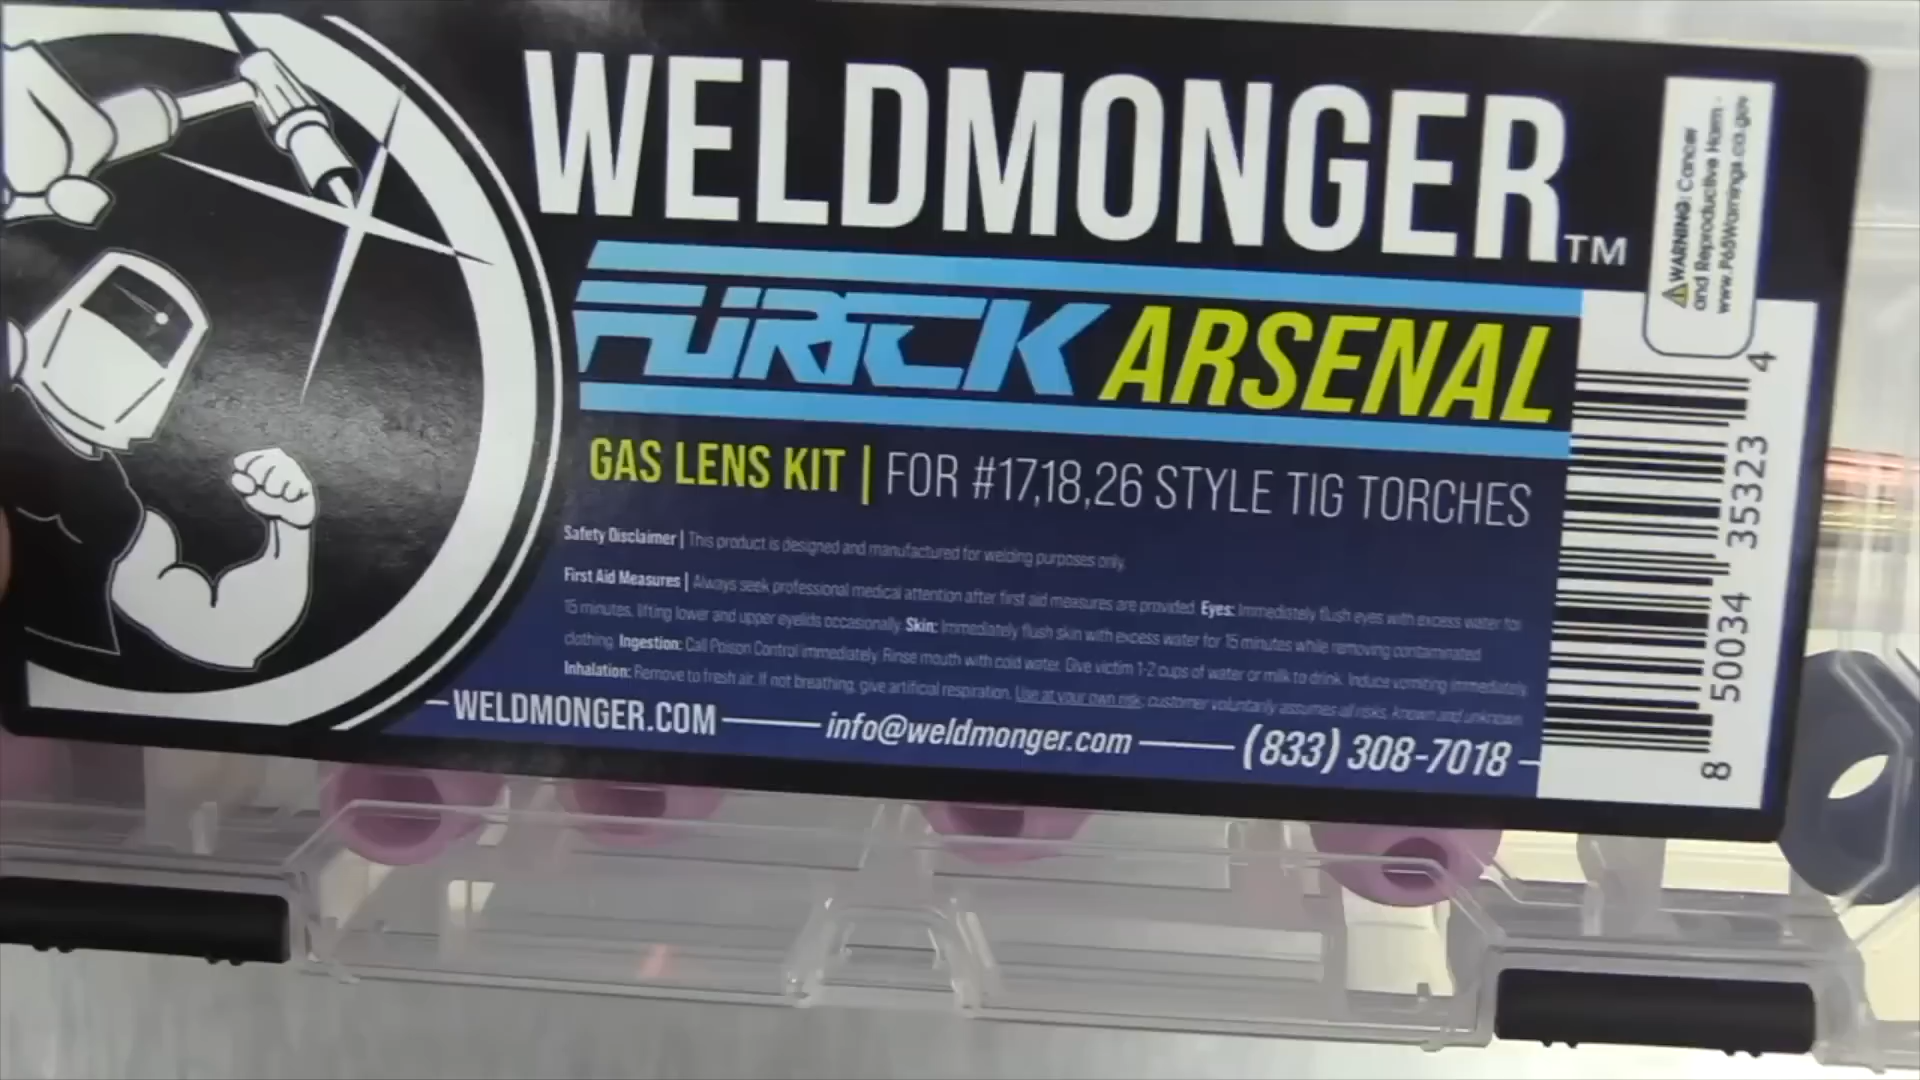 WELDMONGER™
FURICK ARSENAL
GAS LENS KIT | FOR #17,18,26 STYLE TIG TORCHES
Safety Disclaimer | This product is designed and manufactured for welding purposes only.
First Aid Measures | Always seek professional medical attention after first aid measures are provided. Eyes: Immediately flush eyes with excess water for
15 minutes, lifting lower and upper eyelids occasionally. Skin: Immediately flush skin with excess water for 15 minutes while removing contaminated
clothing. Ingestion: Call Poison Control immediately. Rinse mouth with cold water. Give victim 1-2 cups of water or milk to drink. Induce vomiting immediately.
Inhalation: Remove to fresh air. If not breathing, give artificial respiration. Use at your own risk; customer voluntarily assumes all risks, known and unknown.
WELDMONGER.COM info@weldmonger.com (833) 308-7018
⚠WARNING: Cancer
and Reproductive Harm -
www.P65Warnings.ca.gov
8 50034 35323 4